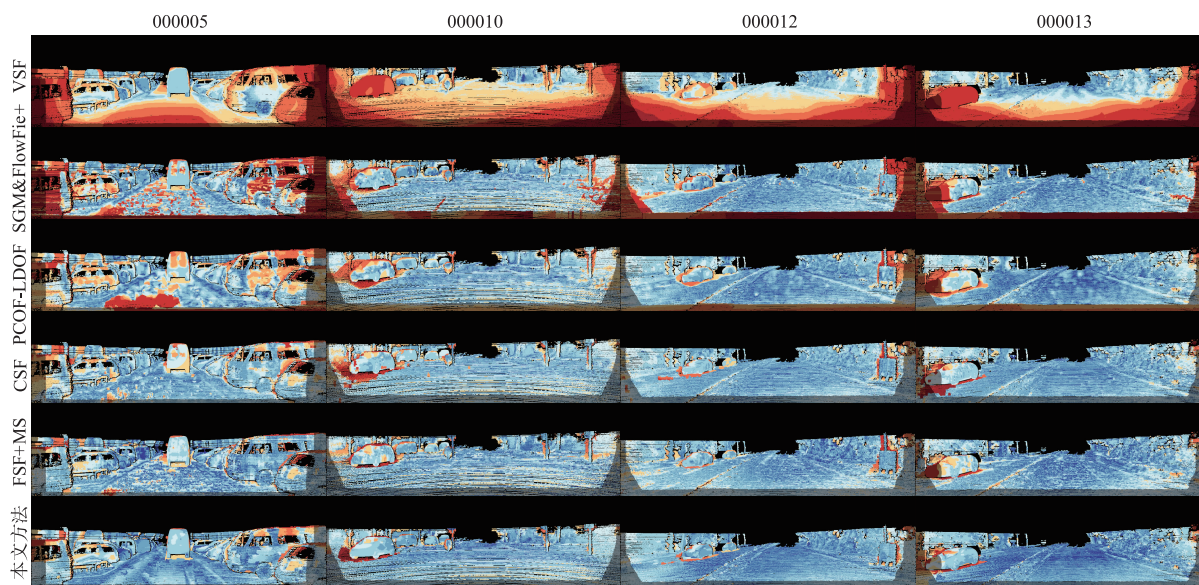 000005 000010 000012 000013
VSF
SGM&FlowFie+
PCOF-LDOF
CSF
FSF+MS
本文方法